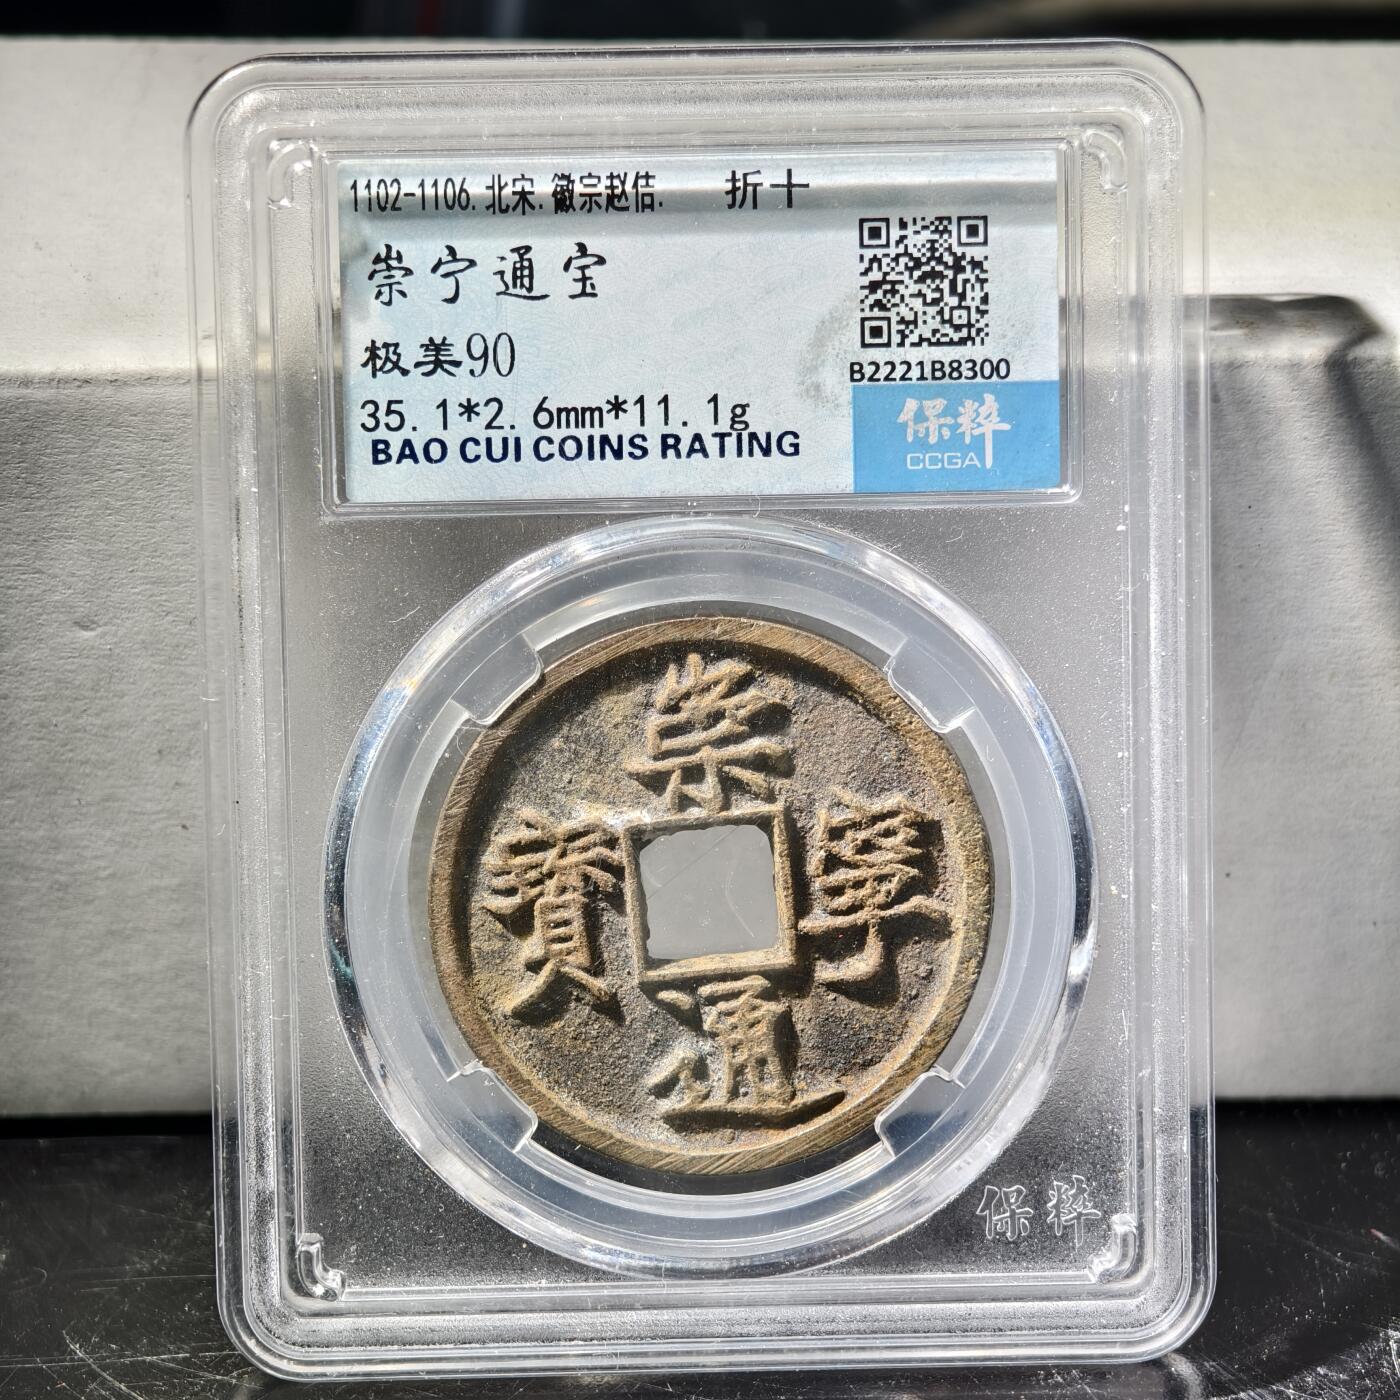 1102-1106.北宋.徽宗赵佶. 折十
崇宁通宝
极美90
35.1*2.6mm*11.1g
BAO CUI COINS RATING
B2221B8300
保粹
CCGA
崇寧通寳
保粹